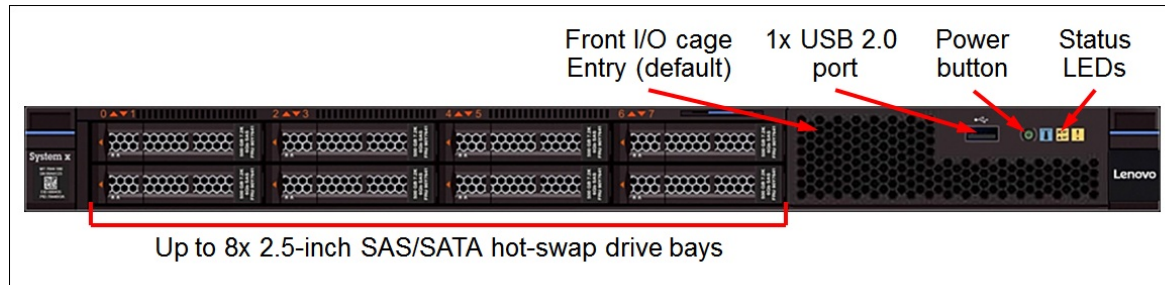 Front I/O cage
Entry (default)
1x USB 2.0
port
Power
button
Status
LEDs
0 1
2 3
4 5
6 7
System x
Lenovo
Up to 8x 2.5-inch SAS/SATA hot-swap drive bays